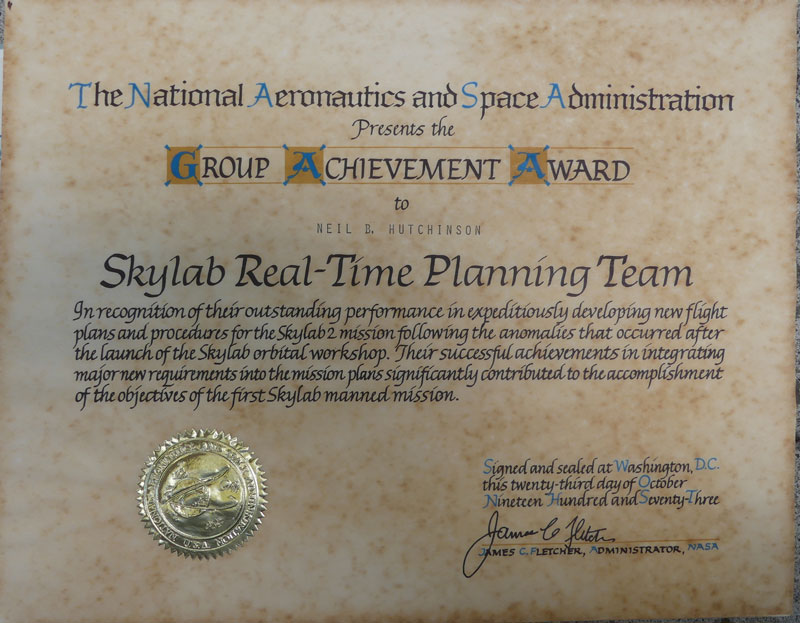 The National Aeronautics and Space Administration
Presents the
GROUP ACHIEVEMENT AWARD
to
NEIL B. HUTCHINSON
Skylab Real-Time Planning Team
In recognition of their outstanding performance in expeditiously developing new flight
plans and procedures for the Skylab 2 mission following the anomalies that occurred after
the launch of the Skylab orbital workshop. Their successful achievements in integrating
major new requirements into the mission plans significantly contributed to the accomplishment
of the objectives of the first Skylab manned mission.
Signed and sealed at Washington, D.C.
this twenty-third day of October
Nineteen Hundred and Seventy-Three
James C. Fletcher
JAMES C. FLETCHER, ADMINISTRATOR, NASA